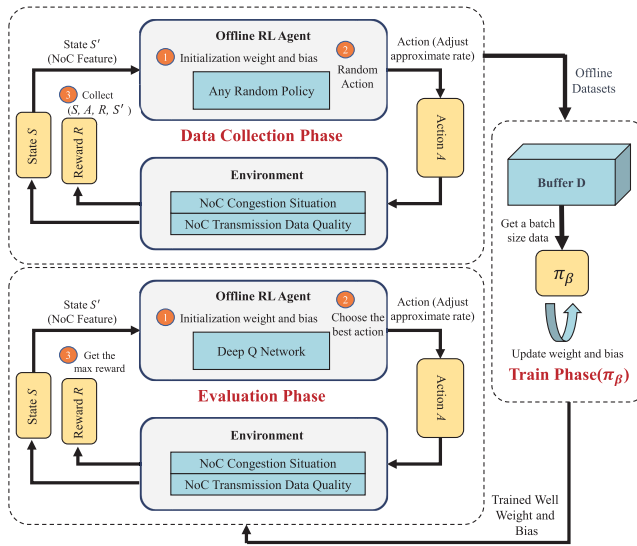 State S′
(NoC Feature)
Offline RL Agent
1 Initialization weight and bias
2
Random
Action
Any Random Policy
Action (Adjust
approximate rate)
3 Collect
(S, A, R, S′ )
Data Collection Phase
State S
Reward R
Action A
Environment
NoC Congestion Situation
NoC Transmission Data Quality
Offline
Datasets
Buffer D
Get a batch
size data
π_β
Update weight and bias
Train Phase(π_β)
State S′
(NoC Feature)
Offline RL Agent
1 Initialization weight and bias
2
Choose the
best action
Deep Q Network
Action (Adjust
approximate rate)
3 Get the
max reward
Evaluation Phase
State S
Reward R
Action A
Environment
NoC Congestion Situation
NoC Transmission Data Quality
Trained Well
Weight and
Bias